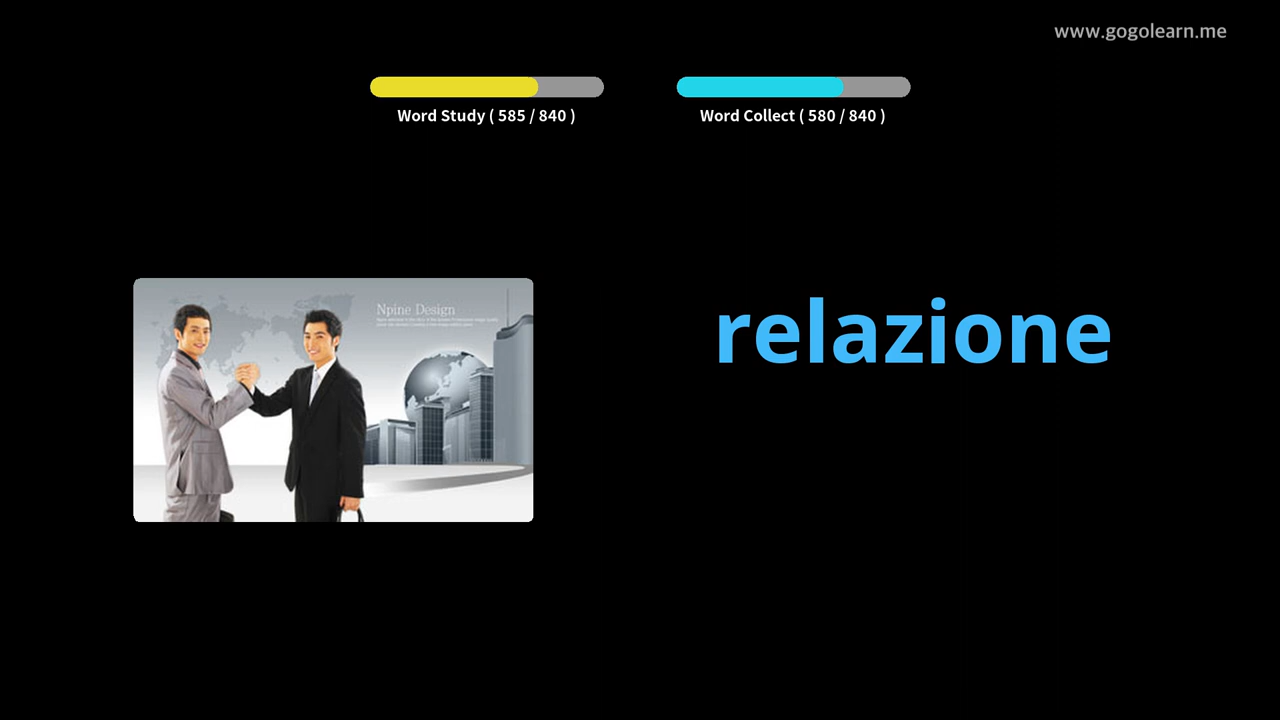 www.gogolearn.me
Word Study ( 585 / 840 )
Word Collect ( 580 / 840 )
Npine Design
relazione